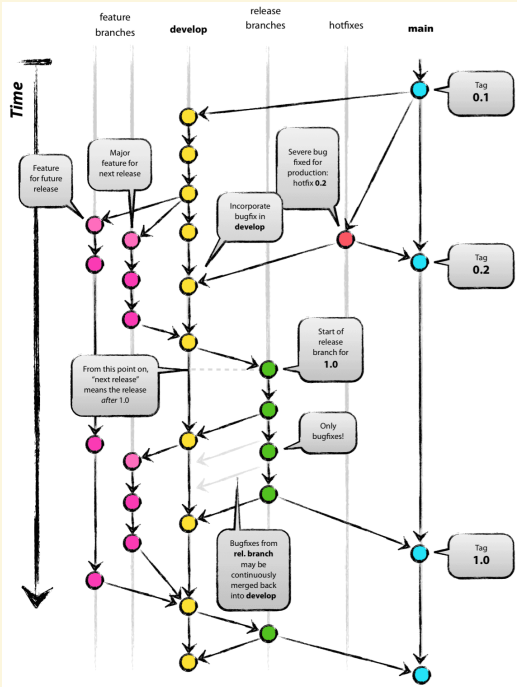 feature
branches
develop
release
branches
hotfixes
main
Time
Tag
0.1
Major
feature for
next release
Feature
for future
release
Severe bug
fixed for
production:
hotfix 0.2
Incorporate
bugfix in
develop
Tag
0.2
Start of
release
branch for
1.0
From this point on,
“next release”
means the release
after 1.0
Only
bugfixes!
Bugfixes from
rel. branch
may be
continuously
merged back
into develop
Tag
1.0